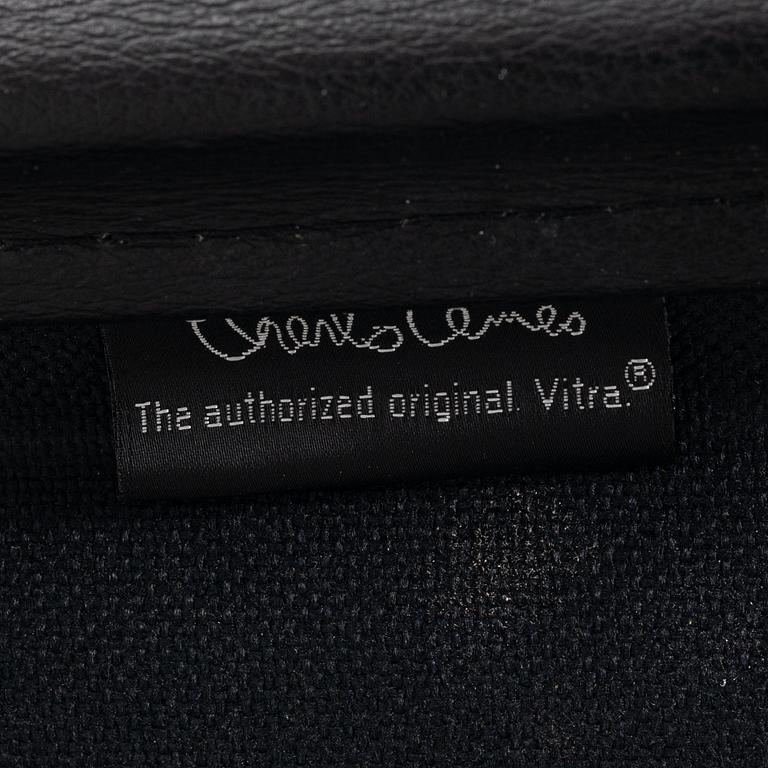 Charles Eames
The authorized original. Vitra.®